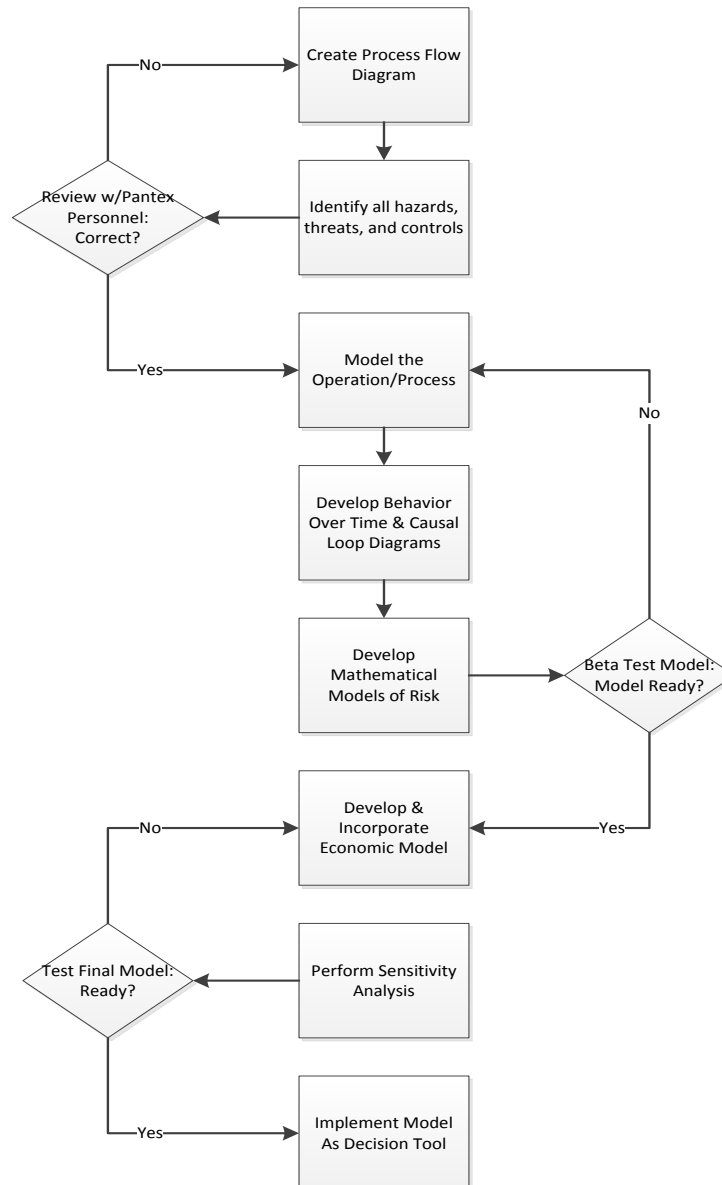 Create Process Flow
Diagram
No
Review w/Pantex
Personnel:
Correct?
Identify all hazards,
threats, and controls
Yes
Model the
Operation/Process
No
Develop Behavior
Over Time & Causal
Loop Diagrams
Develop
Mathematical
Models of Risk
Beta Test Model:
Model Ready?
Develop &
Incorporate
Economic Model
No
Yes
Test Final Model:
Ready?
Perform Sensitivity
Analysis
Yes
Implement Model
As Decision Tool